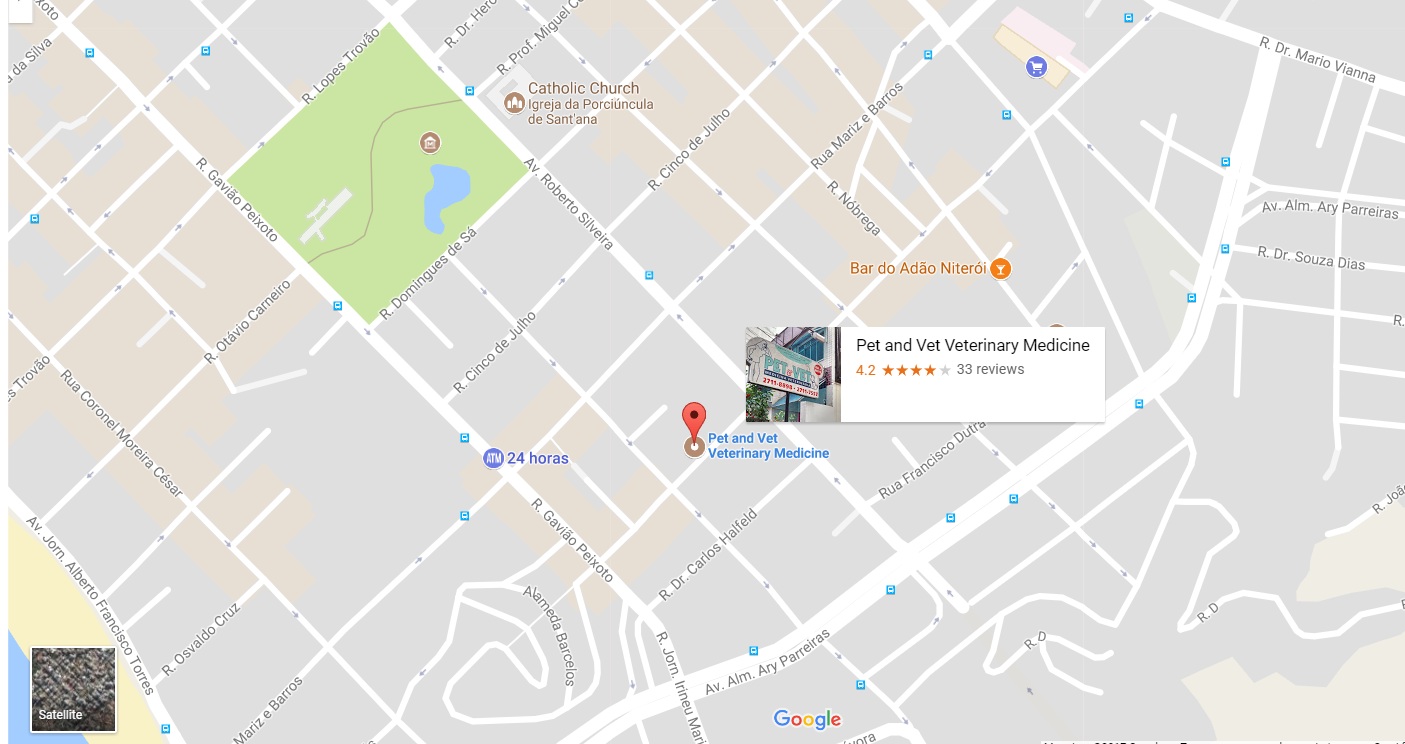 R. Dr. Hero
R. Prof. Miguel C
R. Lopes Trovão
R. Dr. Mario Vianna
Catholic Church
Igreja da Porciúncula
de Sant'ana
R. Cinco de Julho
Rua Mariz e Barros
R. Gavião Peixoto
Av. Roberto Silveira
R. Nóbrega
Av. Alm. Ary Parreiras
R. Domingues de Sá
R. Dr. Souza Dias
Bar do Adão Niterói
R. Otávio Carneiro
R. Cinco de Julho
Pet and Vet Veterinary Medicine
4.2
33 reviews
PET & VET
Rua Coronel Moreira César
Pet and Vet
Veterinary Medicine
ATM
24 horas
Rua Francisco Dutra
R. Gavião Peixoto
R. Dr. Carlos Halfeld
R. Joã
Av. Jorn. Alberto Francisco Torres
Alameda Barcelos
R. Osvaldo Cruz
R. D
R. D
R. Jorn. Irineu Mari
Av. Alm. Ary Parreiras
Mariz e Barros
Satellite
Google